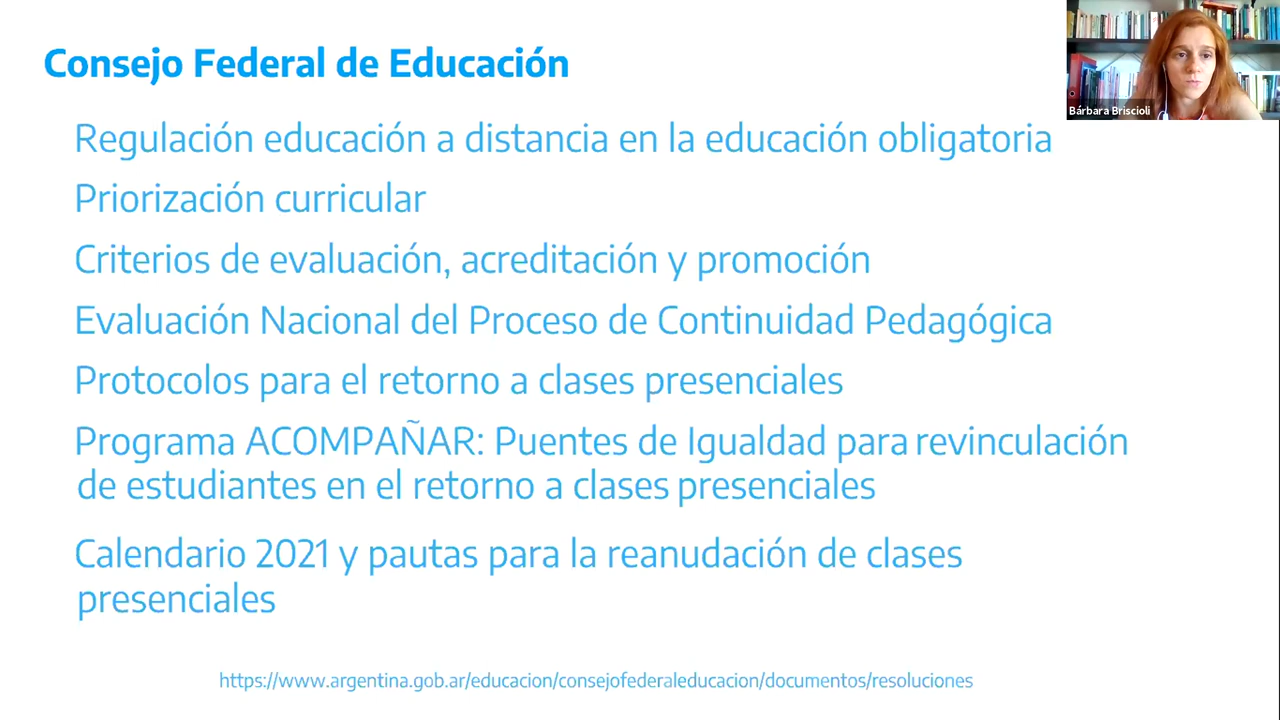 Consejo Federal de Educación
Bárbara Briscioli
Regulación educación a distancia en la educación obligatoria
Priorización curricular
Criterios de evaluación, acreditación y promoción
Evaluación Nacional del Proceso de Continuidad Pedagógica
Protocolos para el retorno a clases presenciales
Programa ACOMPAÑAR: Puentes de Igualdad para revinculación
de estudiantes en el retorno a clases presenciales
Calendario 2021 y pautas para la reanudación de clases
presenciales
https://www.argentina.gob.ar/educacion/consejofederaleducacion/documentos/resoluciones